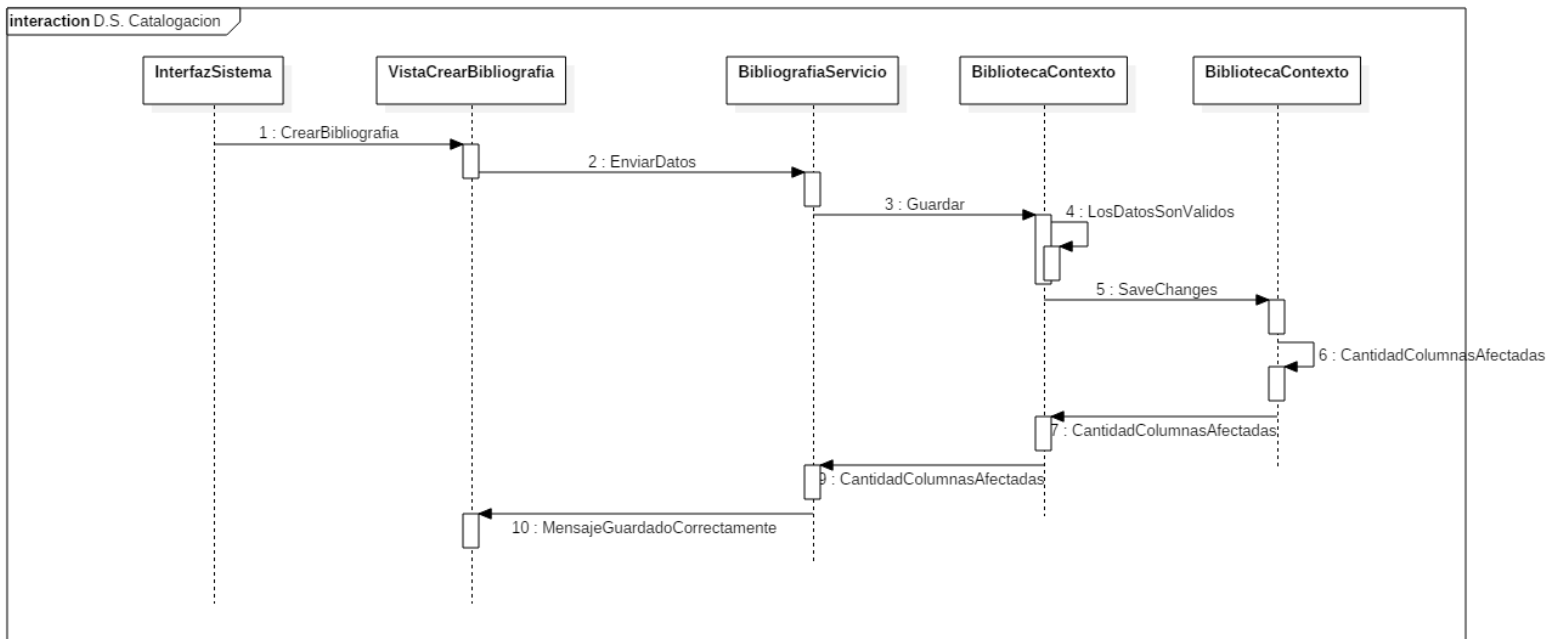 interaction D.S. Catalogacion
InterfazSistema
VistaCrearBibliografia
BibliografiaServicio
BibliotecaContexto
BibliotecaContexto
1 : CrearBibliografia
2 : EnviarDatos
3 : Guardar
4 : LosDatosSonValidos
5 : SaveChanges
6 : CantidadColumnasAfectadas
7 : CantidadColumnasAfectadas
9 : CantidadColumnasAfectadas
10 : MensajeGuardadoCorrectamente